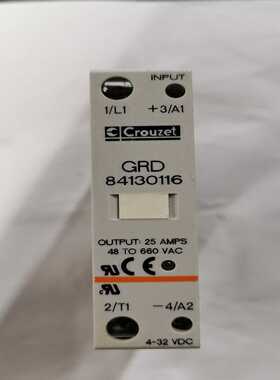 INPUT
1/L1 +3/A1
Crouzet
GRD
84130116
OUTPUT: 25 AMPS
48 TO 660 VAC
CE
2/T1 −4/A2
4-32 VDC